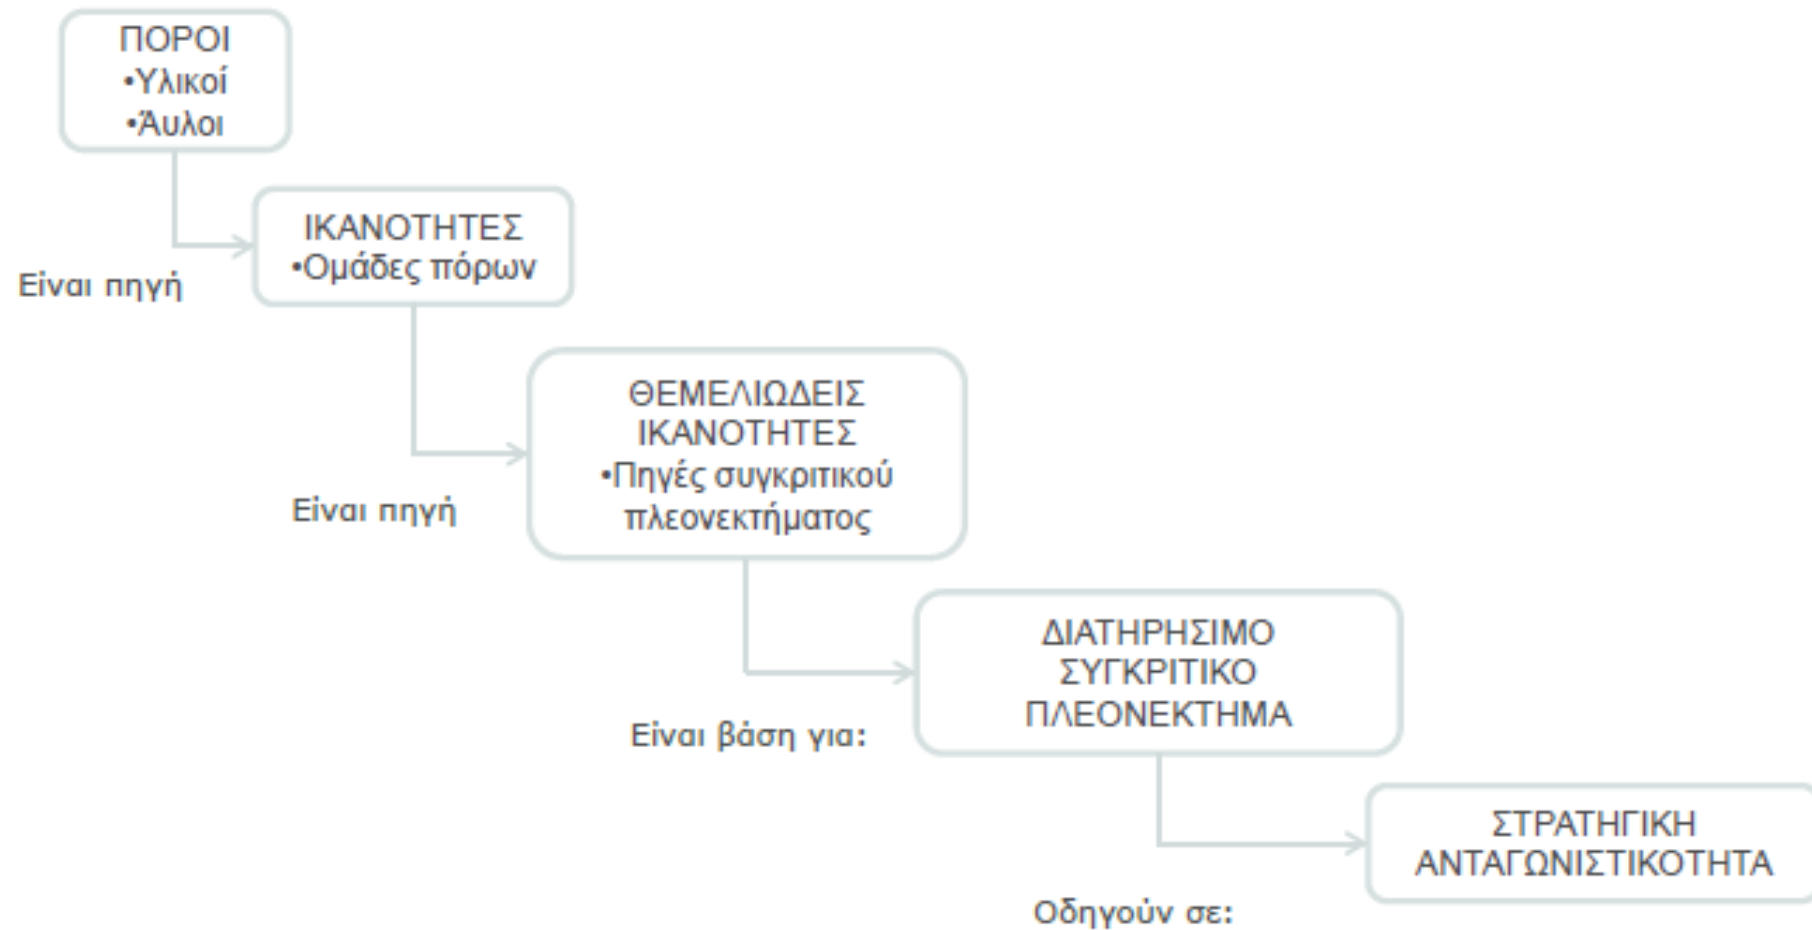 ΠΟΡΟΙ
•Υλικοί
•Άυλοι
Είναι πηγή
ΙΚΑΝΟΤΗΤΕΣ
•Ομάδες πόρων
Είναι πηγή
ΘΕΜΕΛΙΩΔΕΙΣ
ΙΚΑΝΟΤΗΤΕΣ
•Πηγές συγκριτικού
πλεονεκτήματος
Είναι βάση για:
ΔΙΑΤΗΡΗΣΙΜΟ
ΣΥΓΚΡΙΤΙΚΟ
ΠΛΕΟΝΕΚΤΗΜΑ
Οδηγούν σε:
ΣΤΡΑΤΗΓΙΚΗ
ΑΝΤΑΓΩΝΙΣΤΙΚΟΤΗΤΑ